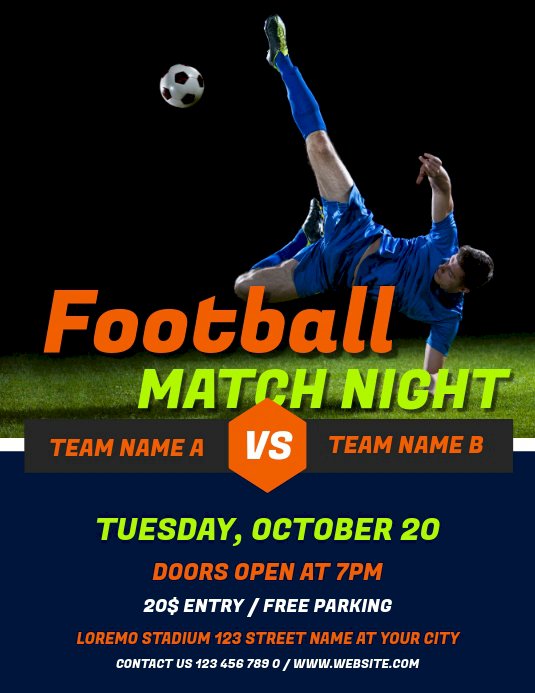 Football
MATCH NIGHT
TEAM NAME A VS TEAM NAME B
TUESDAY, OCTOBER 20
DOORS OPEN AT 7PM
20$ ENTRY / FREE PARKING
LOREMO STADIUM 123 STREET NAME AT YOUR CITY
CONTACT US 123 456 789 0 / WWW.WEBSITE.COM